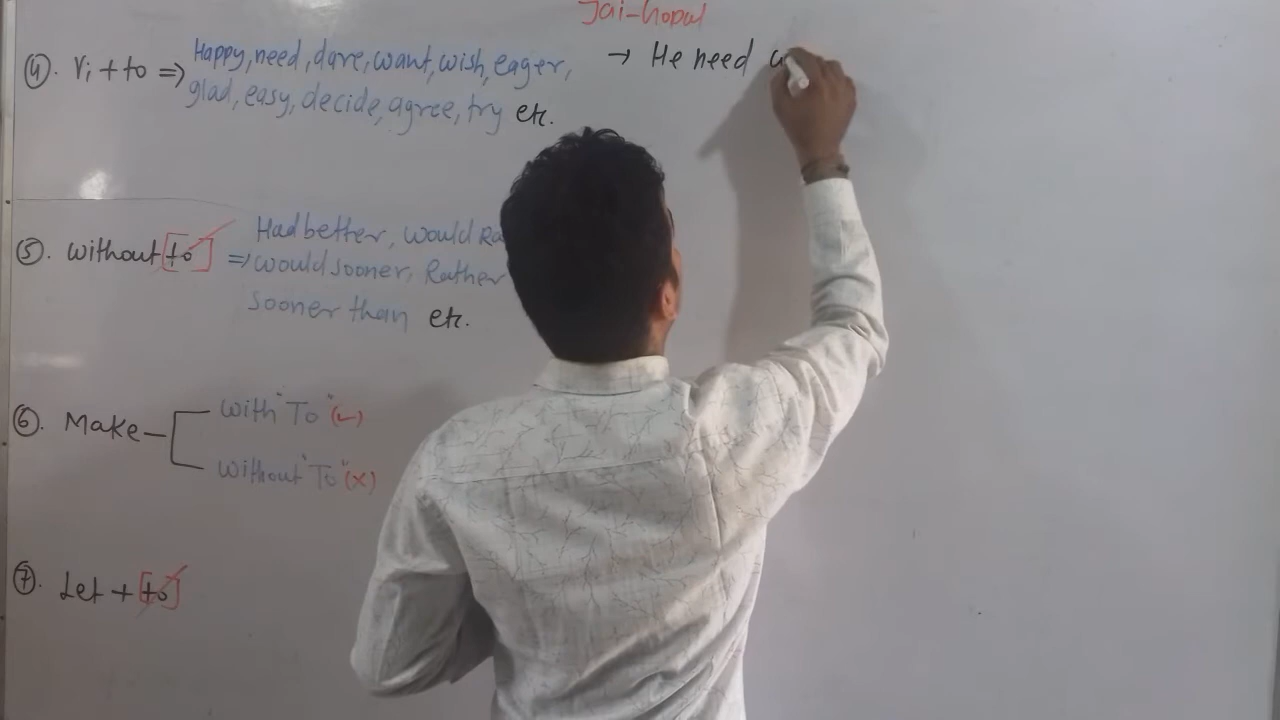 Jai-Gopal
④. V₁ + to ⇒ Happy, need, dare, want, wish, eager,
glad, easy, decide, agree, try etc.
→ He need
⑤. without [to] ⇒ Had better, would Ra
would sooner, Rather
sooner than etc.
⑥. Make
With "To" (✓)
Without "To" (×)
⑦. Let + [to]